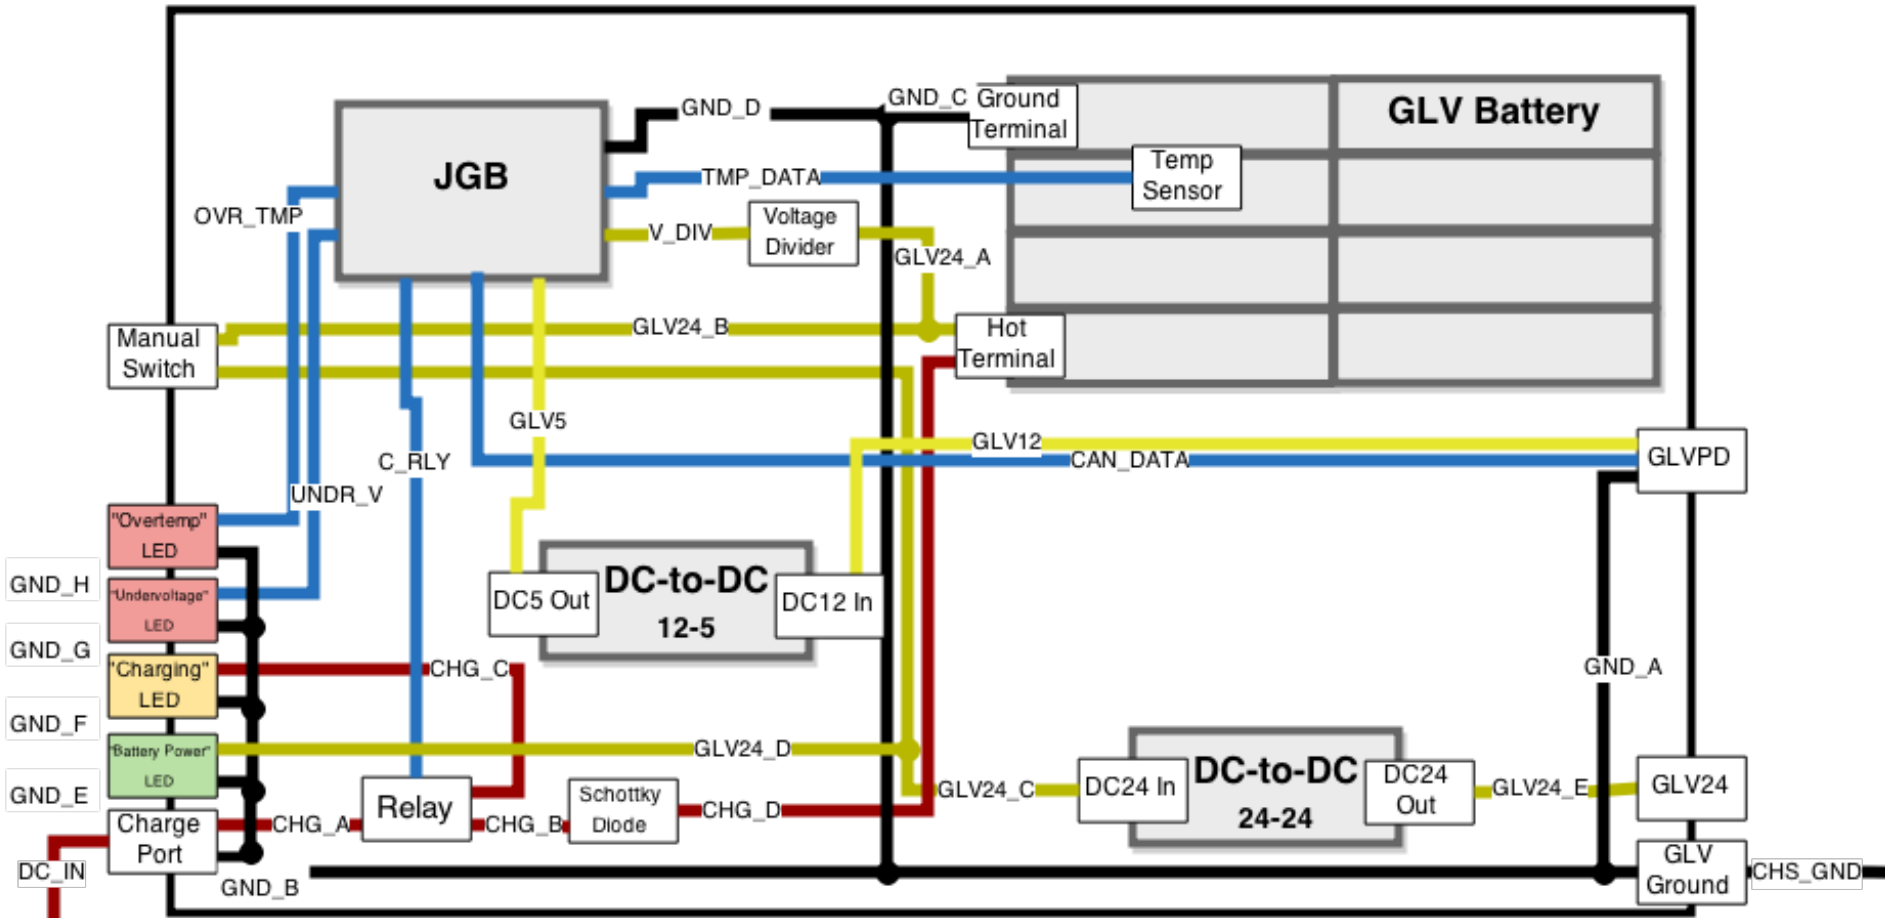 GND_D
GND_C
Ground
Terminal
GLV Battery
JGB
TMP_DATA
Temp
Sensor
OVR_TMP
V_DIV
Voltage
Divider
GLV24_A
Manual
Switch
GLV24_B
Hot
Terminal
GLV5
C_RLY
GLV12
CAN_DATA
GLVPD
UNDR_V
"Overtemp"
LED
GND_H
"Undervoltage"
LED
DC5 Out
DC-to-DC
12-5
DC12 In
GND_G
"Charging"
LED
CHG_C
GND_A
GND_F
"Battery Power"
LED
GLV24_D
GND_E
Charge
Port
CHG_A
Relay
CHG_B
Schottky
Diode
CHG_D
GLV24_C
DC24 In
DC-to-DC
24-24
DC24
Out
GLV24_E
GLV24
DC_IN
GND_B
GLV
Ground
CHS_GND